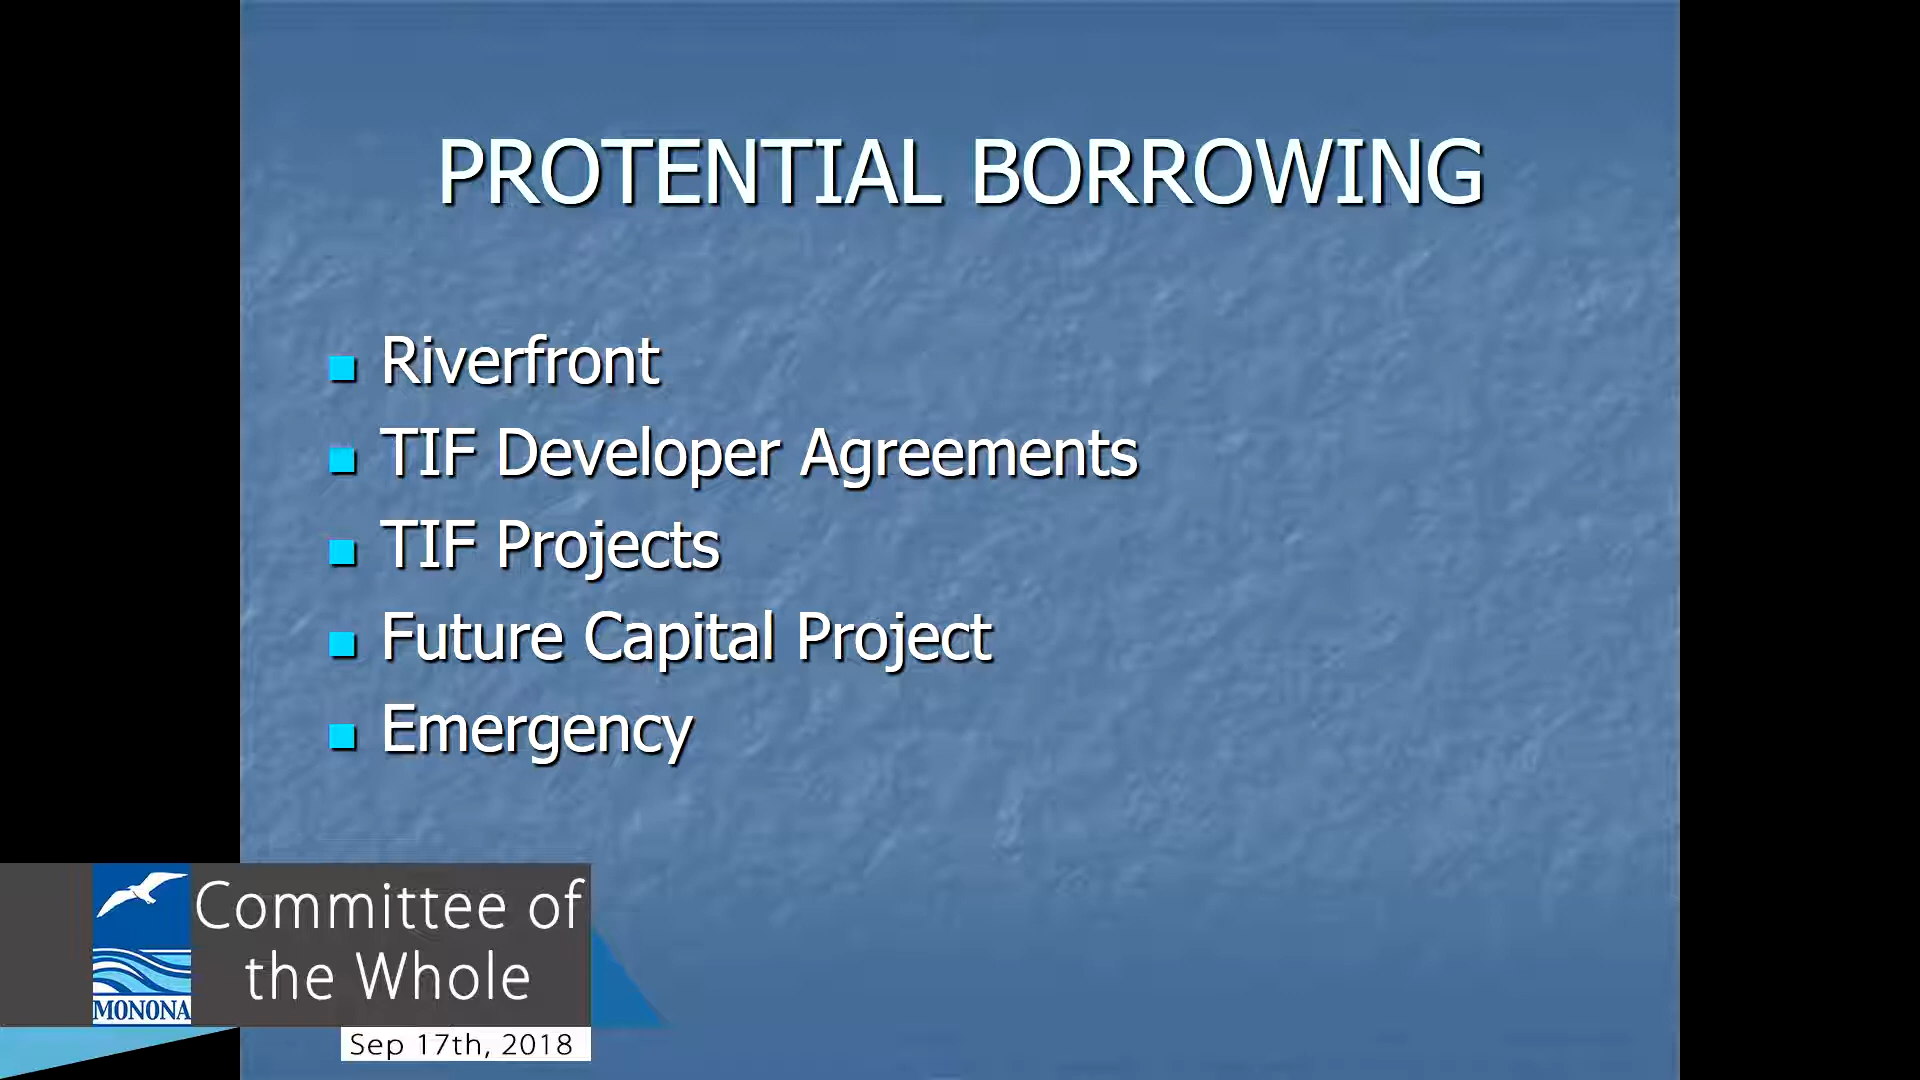 PROTENTIAL BORROWING
Riverfront
TIF Developer Agreements
TIF Projects
Future Capital Project
Emergency
Committee of
the Whole
MONONA
Sep 17th, 2018